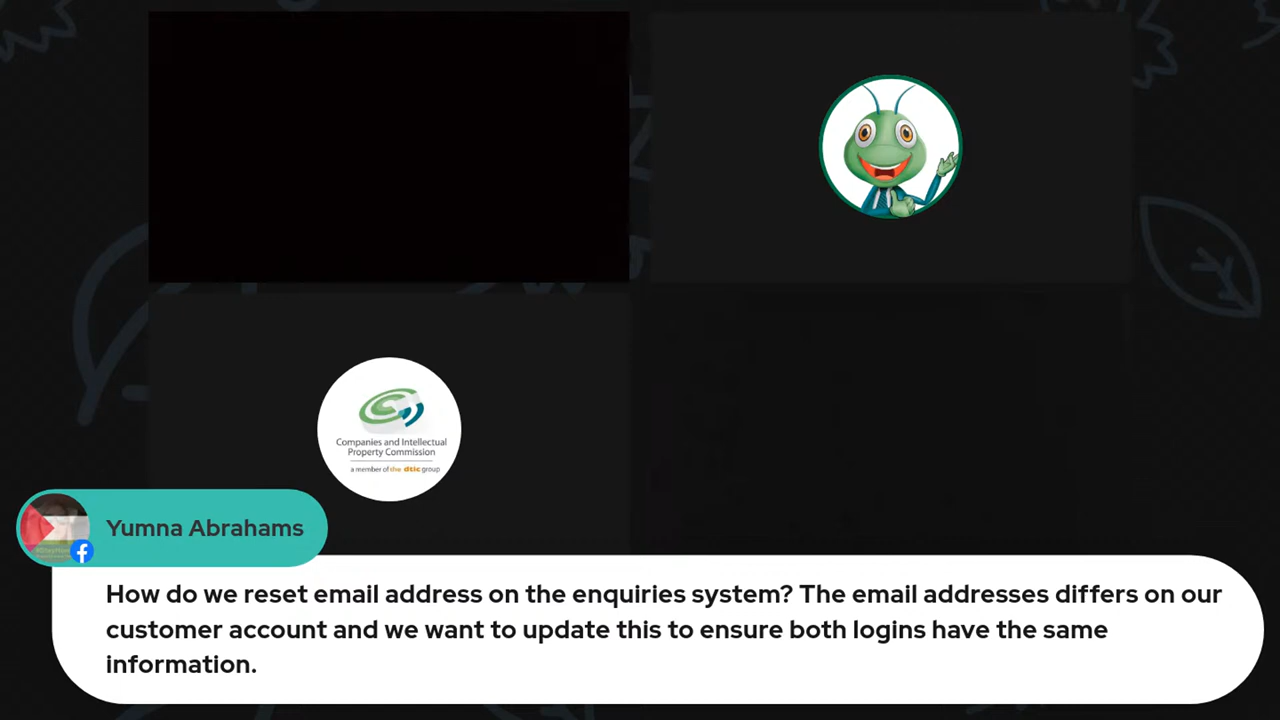 Companies and Intellectual
Property Commission
a member of the dtic group
Yumna Abrahams
How do we reset email address on the enquiries system? The email addresses differs on our
customer account and we want to update this to ensure both logins have the same
information.